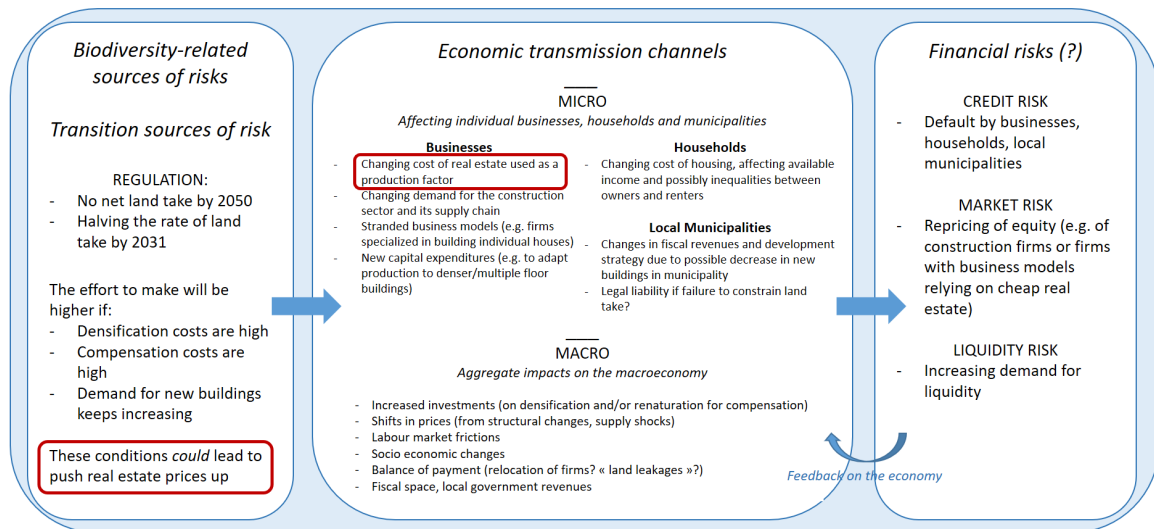 Biodiversity-related
sources of risks
Transition sources of risk
REGULATION:
- No net land take by 2050
- Halving the rate of land
take by 2031
The effort to make will be
higher if:
- Densification costs are high
- Compensation costs are
high
- Demand for new buildings
keeps increasing
These conditions could lead to
push real estate prices up
Economic transmission channels
MICRO
Affecting individual businesses, households and municipalities
Businesses
- Changing cost of real estate used as a
production factor
- Changing demand for the construction
sector and its supply chain
- Stranded business models (e.g. firms
specialized in building individual houses)
- New capital expenditures (e.g. to adapt
production to denser/multiple floor
buildings)
Households
- Changing cost of housing, affecting available
income and possibly inequalities between
owners and renters
Local Municipalities
- Changes in fiscal revenues and development
strategy due to possible decrease in new
buildings in municipality
- Legal liability if failure to constrain land
take?
MACRO
Aggregate impacts on the macroeconomy
- Increased investments (on densification and/or renaturation for compensation)
- Shifts in prices (from structural changes, supply shocks)
- Labour market frictions
- Socio economic changes
- Balance of payment (relocation of firms? « land leakages »?)
- Fiscal space, local government revenues
Financial risks (?)
CREDIT RISK
- Default by businesses,
households, local
municipalities
MARKET RISK
- Repricing of equity (e.g. of
construction firms or firms
with business models
relying on cheap real
estate)
LIQUIDITY RISK
- Increasing demand for
liquidity
Feedback on the economy